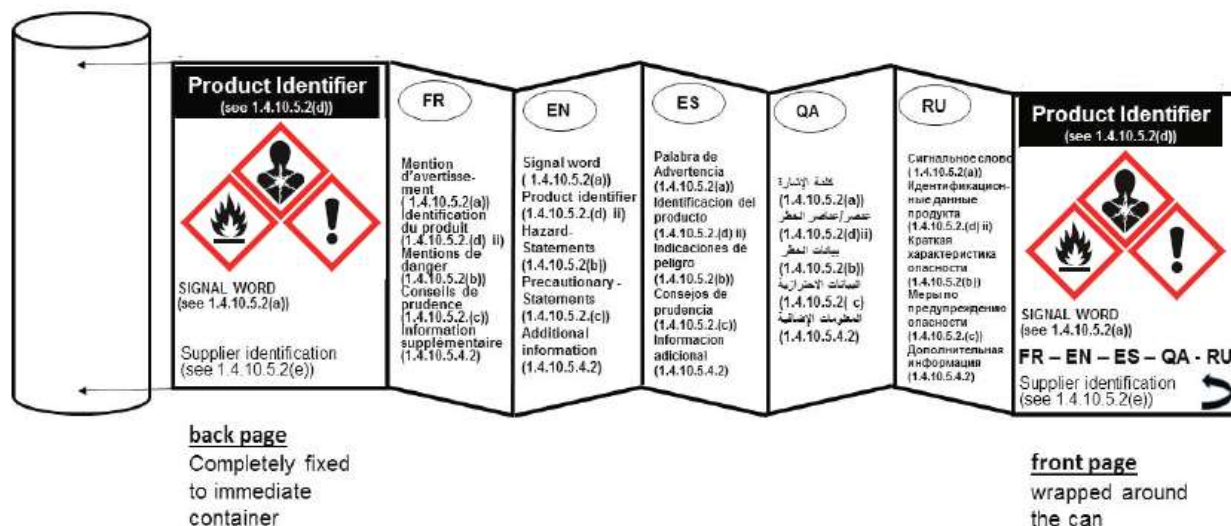 Product Identifier
(see 1.4.10.5.2(d))
SIGNAL WORD
(see 1.4.10.5.2(a))
Supplier identification
(see 1.4.10.5.2(e))
back page
Completely fixed
to immediate
container
FR
Mention
d'avertisse-
ment
( 1.4.10.5.2(a))
Identification
du produit
(1.4.10.5.2.(d) ii)
Mentions de
danger
(1.4.10.5.2(b))
Conseils de
prudence
(1.4.10.5.2.(c))
Information
supplémentaire
(1.4.10.5.4.2)
EN
Signal word
( 1.4.10.5.2(a))
Product identifier
(1.4.10.5.2.(d) ii)
Hazard-
Statements
(1.4.10.5.2(b))
Precautionary -
Statements
(1.4.10.5.2.(c))
Additional
information
(1.4.10.5.4.2)
ES
Palabra de
Advertencia
(1.4.10.5.2(a))
Identificacion del
producto
(1.4.10.5.2.(d) ii)
Indicaciones de
peligro
(1.4.10.5.2(b))
Consejos de
prudencia
(1.4.10.5.2.(c))
Informacion
adicional
(1.4.10.5.4.2)
QA
كلمة الإشارة
(1.4.10.5.2(a))
عنصر/عناصر الخطر
(1.4.10.5.2(d)ii)
بيانات الخطر
(1.4.10.5.2(b))
البيانات الاحترازية
(1.4.10.5.2( c)
المعلومات الإضافية
(1.4.10.5.4.2)
RU
Сигнальное слово
( 1.4.10.5.2(a))
Идентификацион-
ные данные
продукта
(1.4.10.5.2.(d) ii)
Краткая
характеристика
опасности
(1.4.10.5.2(b))
Меры по
предупреждению
опасности
(1.4.10.5.2.(c))
Дополнительная
информация
(1.4.10.5.4.2)
Product Identifier
(see 1.4.10.5.2(d))
SIGNAL WORD
(see 1.4.10.5.2(a))
FR – EN – ES – QA - RU
Supplier identification
(see 1.4.10.5.2(e))
front page
wrapped around
the can